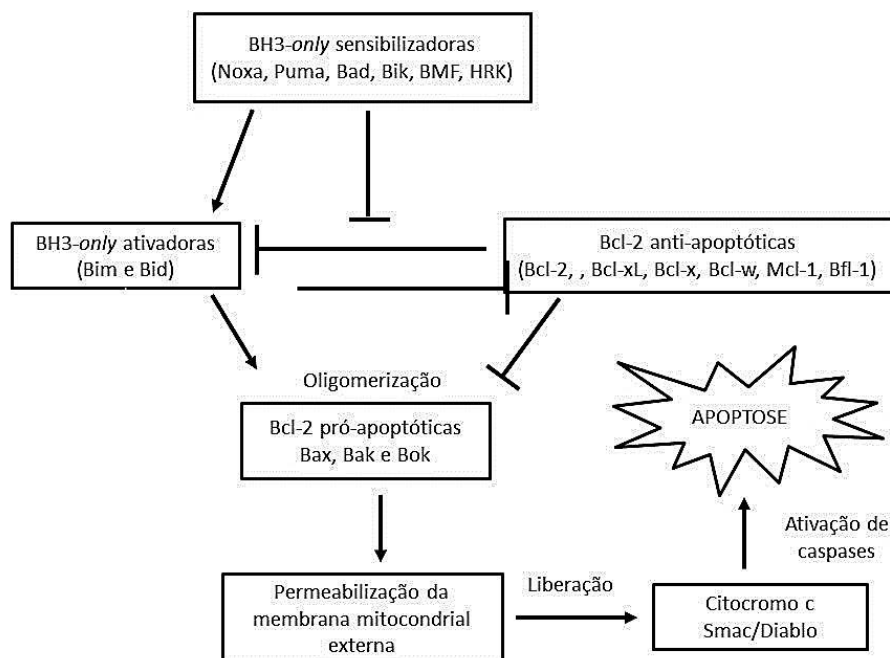 BH3-only sensibilizadoras
(Noxa, Puma, Bad, Bik, BMF, HRK)
BH3-only ativadoras
(Bim e Bid)
Bcl-2 anti-apoptóticas
(Bcl-2, , Bcl-xL, Bcl-x, Bcl-w, Mcl-1, Bfl-1)
Oligomerização
Bcl-2 pró-apoptóticas
Bax, Bak e Bok
APOPTOSE
Ativação de
caspases
Permeabilização da
membrana mitocondrial
externa
Liberação
Citocromo c
Smac/Diablo